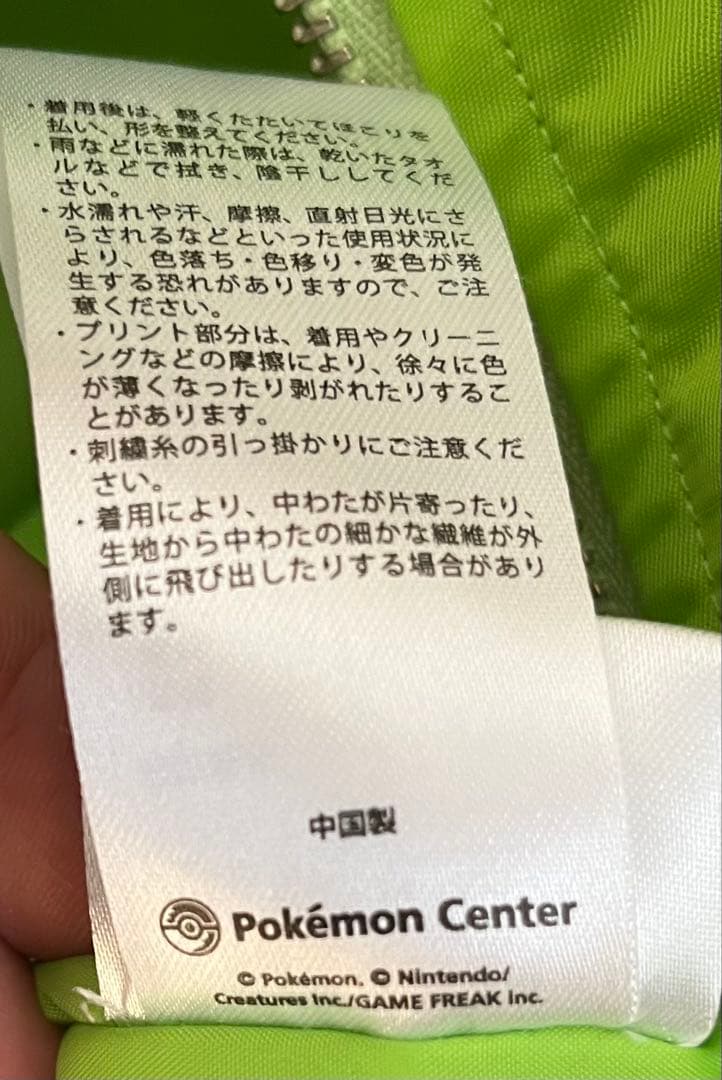 ・着用後は、軽くたたいてほこりを
払い、形を整えてください。
・雨などに濡れた際は、乾いたタオ
ルなどで拭き、陰干ししてくだ
さい。
・水濡れや汗、摩擦、直射日光にさ
らされるなどといった使用状況に
より、色落ち・色移り・変色が発
生する恐れがありますので、ご注
意ください。
・プリント部分は、着用やクリーニ
ングなどの摩擦により、徐々に色
が薄くなったり剥がれたりするこ
とがあります。
・刺繍糸の引っ掛かりにご注意くだ
さい。
・着用により、中わたが片寄ったり、
生地から中わたの細かな繊維が外
側に飛び出したりする場合があり
ます。
中国製
Pokémon Center
© Pokémon. © Nintendo/
Creatures Inc./GAME FREAK inc.